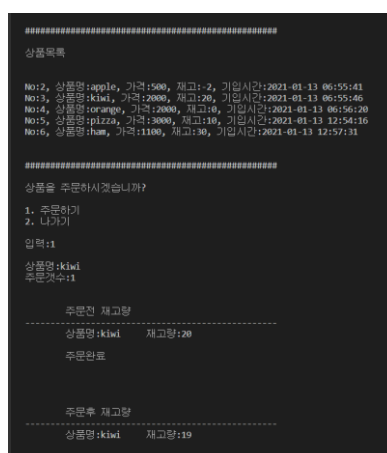 ##################################################
상품목록
No:2, 상품명:apple, 가격:500, 재고:-2, 기입시간:2021-01-13 06:55:41
No:3, 상품명:kiwi, 가격:2000, 재고:20, 기입시간:2021-01-13 06:55:46
No:4, 상품명:orange, 가격:2000, 재고:0, 기입시간:2021-01-13 06:56:20
No:5, 상품명:pizza, 가격:3000, 재고:10, 기입시간:2021-01-13 12:54:16
No:6, 상품명:ham, 가격:1100, 재고:30, 기입시간:2021-01-13 12:57:31
##################################################
상품을 주문하시겠습니까?
1. 주문하기
2. 나가기
입력:1
상품명:kiwi
주문갯수:1
주문전 재고량
--------------------------------------------------
상품명:kiwi 재고량:20
주문완료
주문후 재고량
--------------------------------------------------
상품명:kiwi 재고량:19